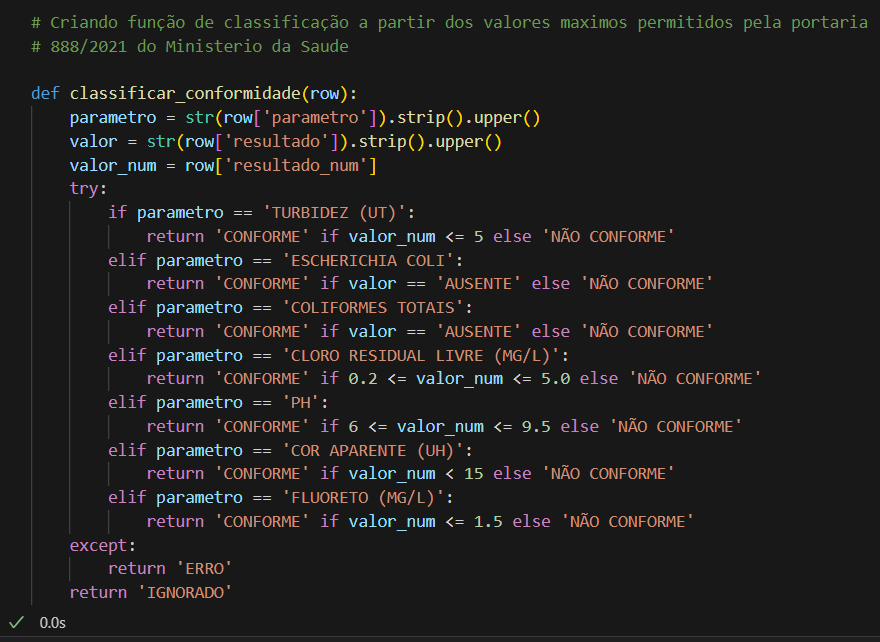 # Criando função de classificação a partir dos valores maximos permitidos pela portaria
# 888/2021 do Ministerio da Saude

def classificar_conformidade(row):
    parametro = str(row['parametro']).strip().upper()
    valor = str(row['resultado']).strip().upper()
    valor_num = row['resultado_num']
    try:
        if parametro == 'TURBIDEZ (UT)':
            return 'CONFORME' if valor_num <= 5 else 'NÃO CONFORME'
        elif parametro == 'ESCHERICHIA COLI':
            return 'CONFORME' if valor == 'AUSENTE' else 'NÃO CONFORME'
        elif parametro == 'COLIFORMES TOTAIS':
            return 'CONFORME' if valor == 'AUSENTE' else 'NÃO CONFORME'
        elif parametro == 'CLORO RESIDUAL LIVRE (MG/L)':
            return 'CONFORME' if 0.2 <= valor_num <= 5.0 else 'NÃO CONFORME'
        elif parametro == 'PH':
            return 'CONFORME' if 6 <= valor_num <= 9.5 else 'NÃO CONFORME'
        elif parametro == 'COR APARENTE (UH)':
            return 'CONFORME' if valor_num < 15 else 'NÃO CONFORME'
        elif parametro == 'FLUORETO (MG/L)':
            return 'CONFORME' if valor_num <= 1.5 else 'NÃO CONFORME'
    except:
        return 'ERRO'
    return 'IGNORADO'
✓ 0.0s